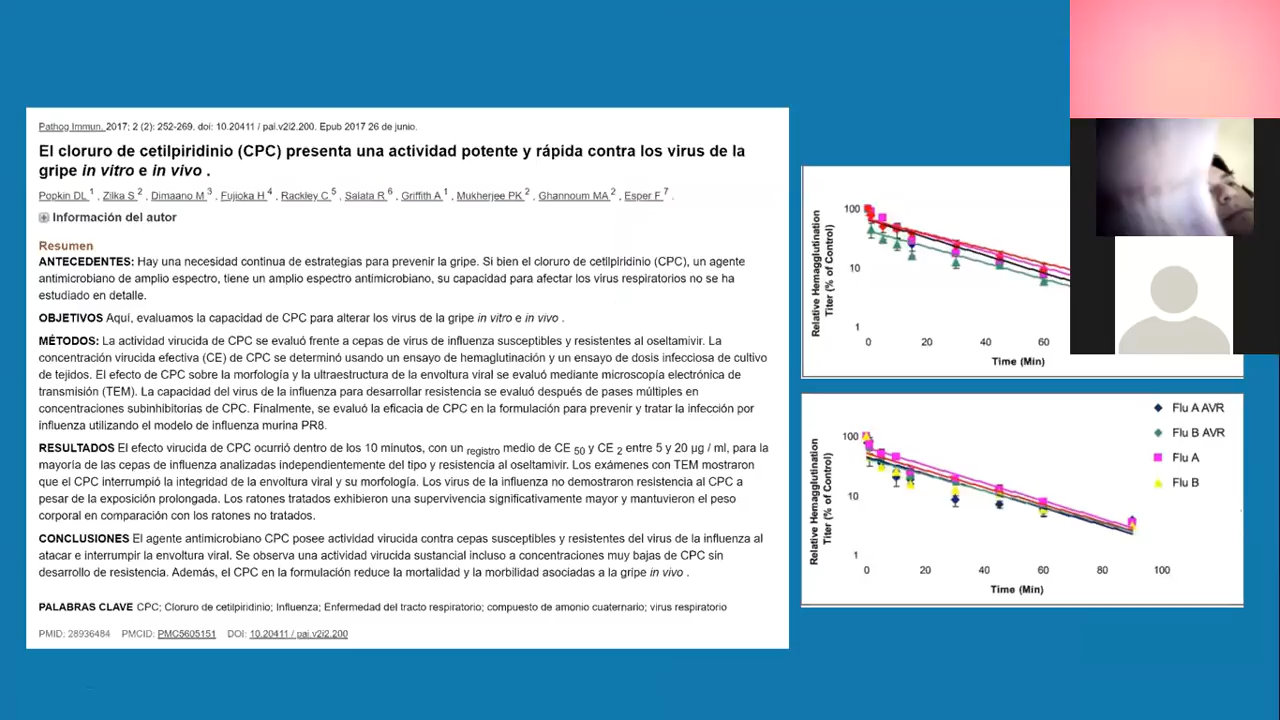 Pathog Immun. 2017; 2 (2): 252-269. doi: 10.20411 / pai.v2i2.200. Epub 2017 26 de junio.
El cloruro de cetilpiridinio (CPC) presenta una actividad potente y rápida contra los virus de la
gripe in vitro e in vivo .
Popkin DL 1 , Zilka S 2 , Dimaano M 3 , Fujioka H 4 , Rackley C 5 , Salata R 6 , Griffith A 1 , Mukherjee PK 2 , Ghannoum MA 2 , Esper F 7 .
Información del autor
Resumen
ANTECEDENTES: Hay una necesidad continua de estrategias para prevenir la gripe. Si bien el cloruro de cetilpiridinio (CPC), un agente
antimicrobiano de amplio espectro, tiene un amplio espectro antimicrobiano, su capacidad para afectar los virus respiratorios no se ha
estudiado en detalle.
OBJETIVOS Aquí, evaluamos la capacidad de CPC para alterar los virus de la gripe in vitro e in vivo .
MÉTODOS: La actividad virucida de CPC se evaluó frente a cepas de virus de influenza susceptibles y resistentes al oseltamivir. La
concentración virucida efectiva (CE) de CPC se determinó usando un ensayo de hemaglutinación y un ensayo de dosis infecciosa de cultivo
de tejidos. El efecto de CPC sobre la morfología y la ultraestructura de la envoltura viral se evaluó mediante microscopía electrónica de
transmisión (TEM). La capacidad del virus de la influenza para desarrollar resistencia se evaluó después de pases múltiples en
concentraciones subinhibitorias de CPC. Finalmente, se evaluó la eficacia de CPC en la formulación para prevenir y tratar la infección por
influenza utilizando el modelo de influenza murina PR8.
RESULTADOS El efecto virucida de CPC ocurrió dentro de los 10 minutos, con un registro medio de CE 50 y CE 2 entre 5 y 20 μg / ml, para la
mayoría de las cepas de influenza analizadas independientemente del tipo y resistencia al oseltamivir. Los exámenes con TEM mostraron
que el CPC interrumpió la integridad de la envoltura viral y su morfología. Los virus de la influenza no demostraron resistencia al CPC a
pesar de la exposición prolongada. Los ratones tratados exhibieron una supervivencia significativamente mayor y mantuvieron el peso
corporal en comparación con los ratones no tratados.
CONCLUSIONES El agente antimicrobiano CPC posee actividad virucida contra cepas susceptibles y resistentes del virus de la influenza al
atacar e interrumpir la envoltura viral. Se observa una actividad virucida sustancial incluso a concentraciones muy bajas de CPC sin
desarrollo de resistencia. Además, el CPC en la formulación reduce la mortalidad y la morbilidad asociadas a la gripe in vivo .
PALABRAS CLAVE CPC; Cloruro de cetilpiridinio; Influenza; Enfermedad del tracto respiratorio; compuesto de amonio cuaternario; virus respiratorio
PMID: 28936484 PMCID: PMC5605151 DOI: 10.20411 / pai.v2i2.200
Relative Hemagglutination
Titer (% of Control)
100
10
1
0 20 40 60
Time (Min)
Relative Hemagglutination
Titer (% of Control)
100
10
1
0 20 40 60 80 100
Time (Min)
Flu A AVR
Flu B AVR
Flu A
Flu B